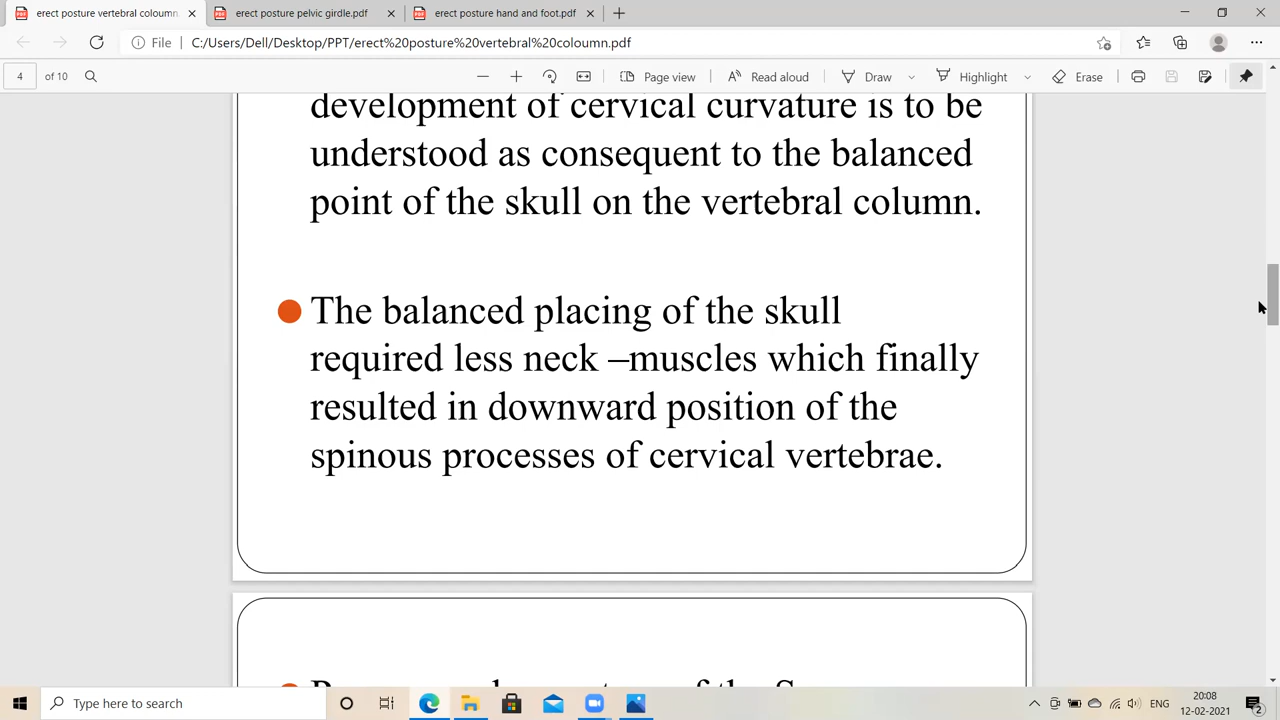 erect posture vertebral coloumn.
erect posture pelvic girdle.pdf
erect posture hand and foot.pdf
File
C:/Users/Dell/Desktop/PPT/erect%20posture%20vertebral%20coloumn.pdf
4 of 10
Page view
Read aloud
Draw
Highlight
Erase
development of cervical curvature is to be
understood as consequent to the balanced
point of the skull on the vertebral column.
The balanced placing of the skull
required less neck –muscles which finally
resulted in downward position of the
spinous processes of cervical vertebrae.
of the
Type here to search
ENG
20:08
12-02-2021
2